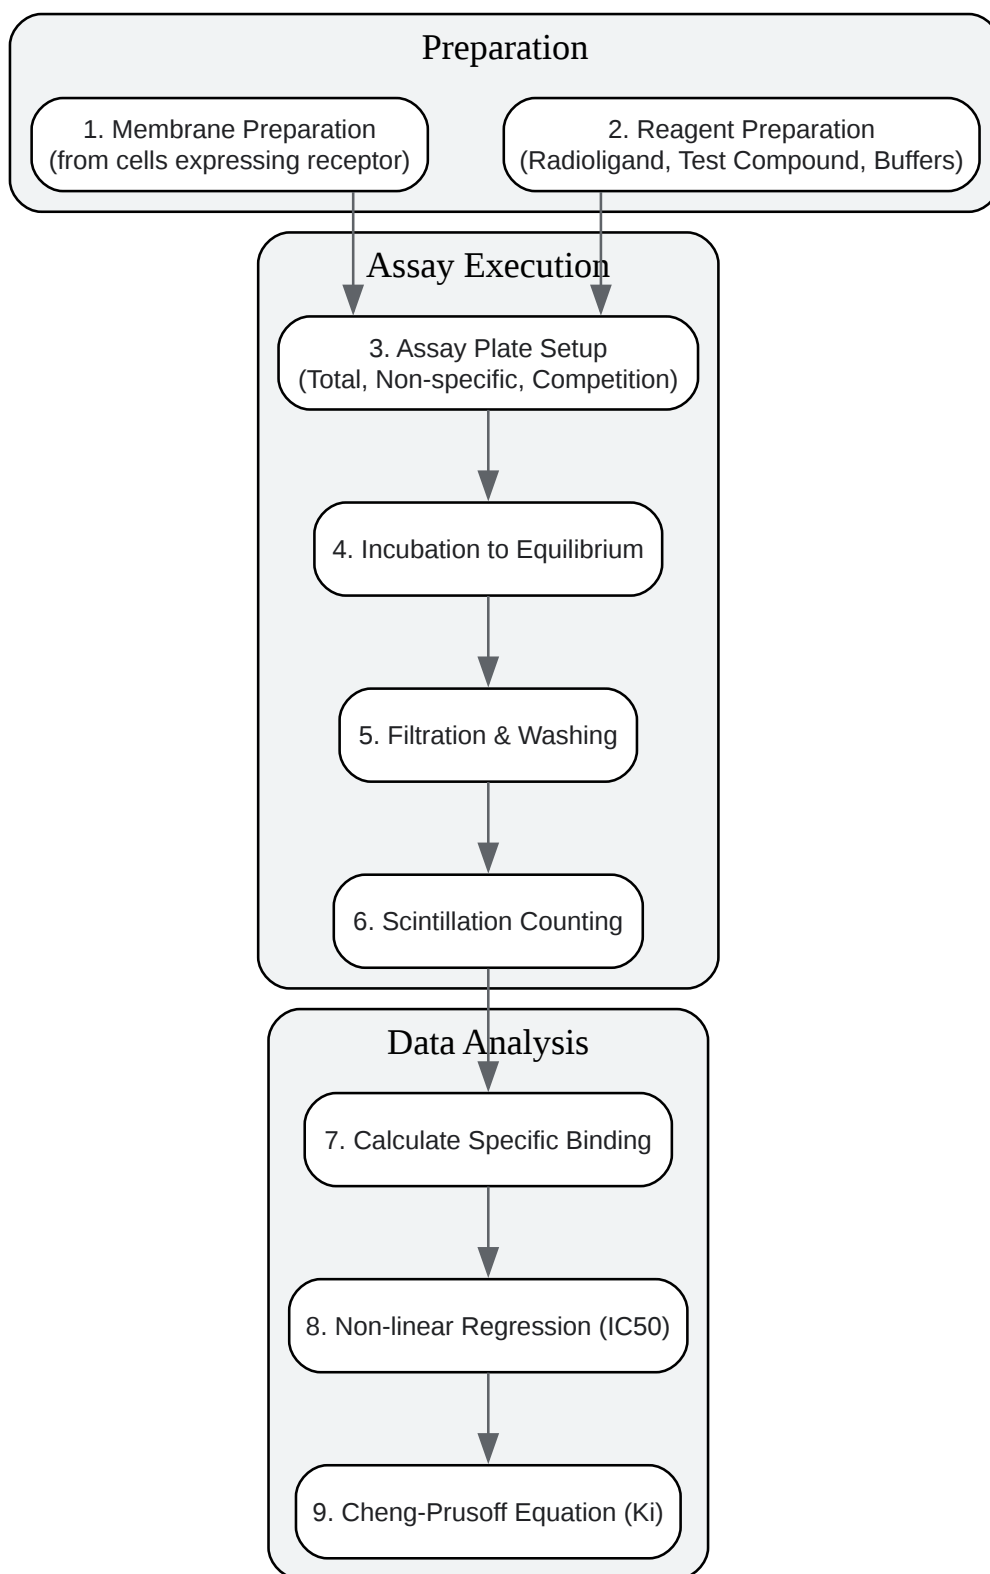 Preparation
1. Membrane Preparation
(from cells expressing receptor)
2. Reagent Preparation
(Radioligand, Test Compound, Buffers)
Assay Execution
3. Assay Plate Setup
(Total, Non-specific, Competition)
4. Incubation to Equilibrium
5. Filtration & Washing
6. Scintillation Counting
Data Analysis
7. Calculate Specific Binding
8. Non-linear Regression (IC50)
9. Cheng-Prusoff Equation (Ki)